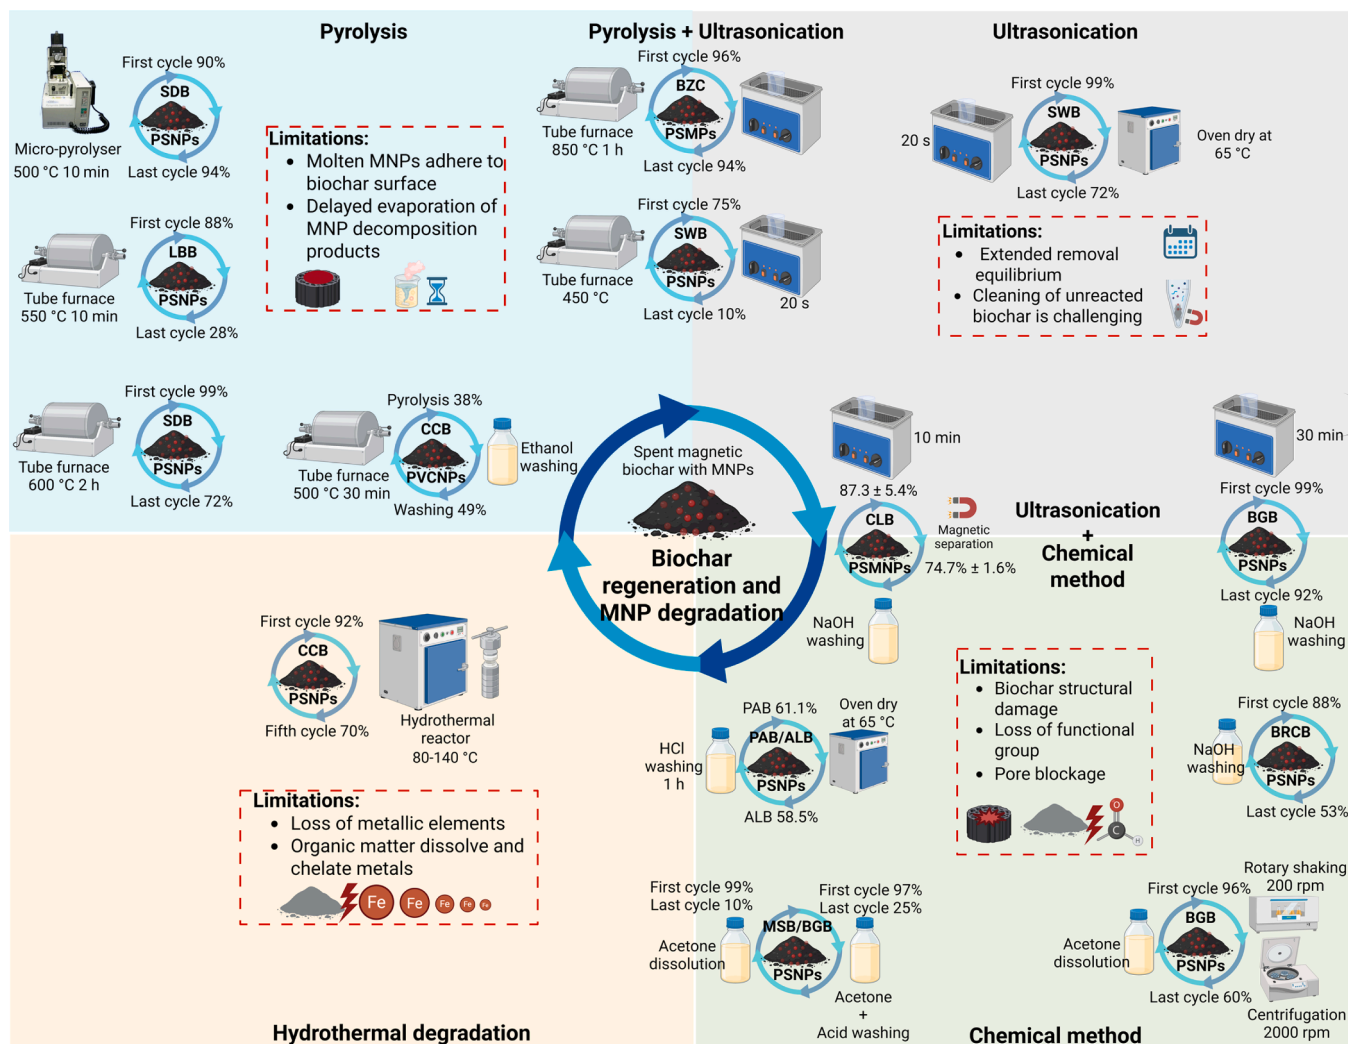 Pyrolysis
First cycle 90%
SDB
PSNPs
Micro-pyrolyser
500 °C 10 min
Last cycle 94%
Limitations:
• Molten MNPs adhere to
biochar surface
• Delayed evaporation of
MNP decomposition
products
First cycle 88%
LBB
PSNPs
Tube furnace
550 °C 10 min
Last cycle 28%
First cycle 99%
SDB
PSNPs
Tube furnace
600 °C 2 h
Last cycle 72%
Pyrolysis 38%
CCB
PVCNPs
Tube furnace
500 °C 30 min
Ethanol
washing
Washing 49%
Pyrolysis + Ultrasonication
First cycle 96%
BZC
PSMPs
Tube furnace
850 °C 1 h
Last cycle 94%
First cycle 75%
SWB
PSNPs
Tube furnace
450 °C
20 s
Last cycle 10%
Ultrasonication
First cycle 99%
SWB
PSNPs
20 s
Oven dry at
65 °C
Last cycle 72%
Limitations:
• Extended removal
equilibrium
• Cleaning of unreacted
biochar is challenging
Spent magnetic
biochar with MNPs
Biochar
regeneration and
MNP degradation
10 min
87.3 ± 5.4%
CLB
PSMNPs
Magnetic
separation
74.7% ± 1.6%
NaOH
washing
Ultrasonication
+
Chemical
method
30 min
First cycle 99%
BGB
PSNPs
Last cycle 92%
NaOH
washing
First cycle 92%
CCB
PSNPs
Fifth cycle 70%
Hydrothermal
reactor
80-140 °C
Limitations:
• Loss of metallic elements
• Organic matter dissolve and
chelate metals
Fe
Fe
Fe
Fe
Fe
Hydrothermal degradation
PAB 61.1%
PAB/ALB
PSNPs
HCl
washing
1 h
Oven dry
at 65 °C
ALB 58.5%
Limitations:
• Biochar structural
damage
• Loss of functional
group
• Pore blockage
O
C
H
First cycle 88%
BRCB
PSNPs
NaOH
washing
Last cycle 53%
First cycle 99%
Last cycle 10%
First cycle 97%
Last cycle 25%
MSB/BGB
PSNPs
Acetone
dissolution
Acetone
+
Acid washing
First cycle 96%
BGB
PSNPs
Acetone
dissolution
Last cycle 60%
Rotary shaking
200 rpm
Centrifugation
2000 rpm
Chemical method